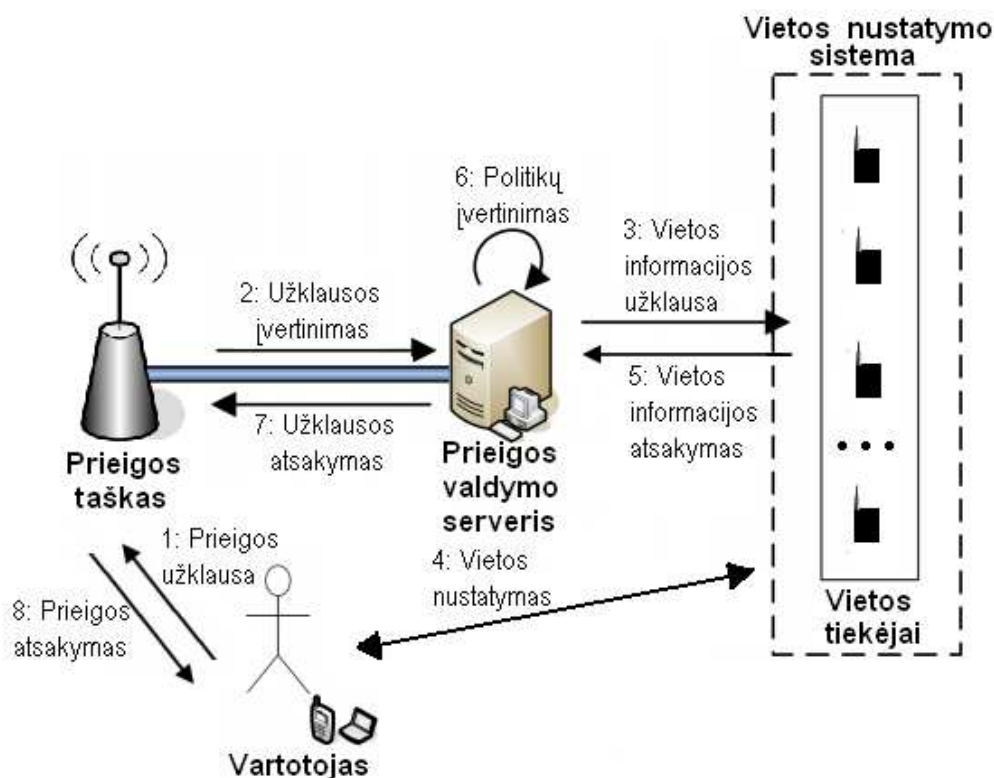 Vietos nustatymo
sistema
6: Politikų
įvertinimas
3: Vietos
informacijos
užklausa
2: Užklausos
įvertinimas
5: Vietos
informacijos
atsakymas
7: Užklausos
atsakymas
Prieigos
taškas
Prieigos
valdymo
serveris
1: Prieigos
užklausa
4: Vietos
nustatymas
8: Prieigos
atsakymas
Vietos
tiekėjai
Vartotojas